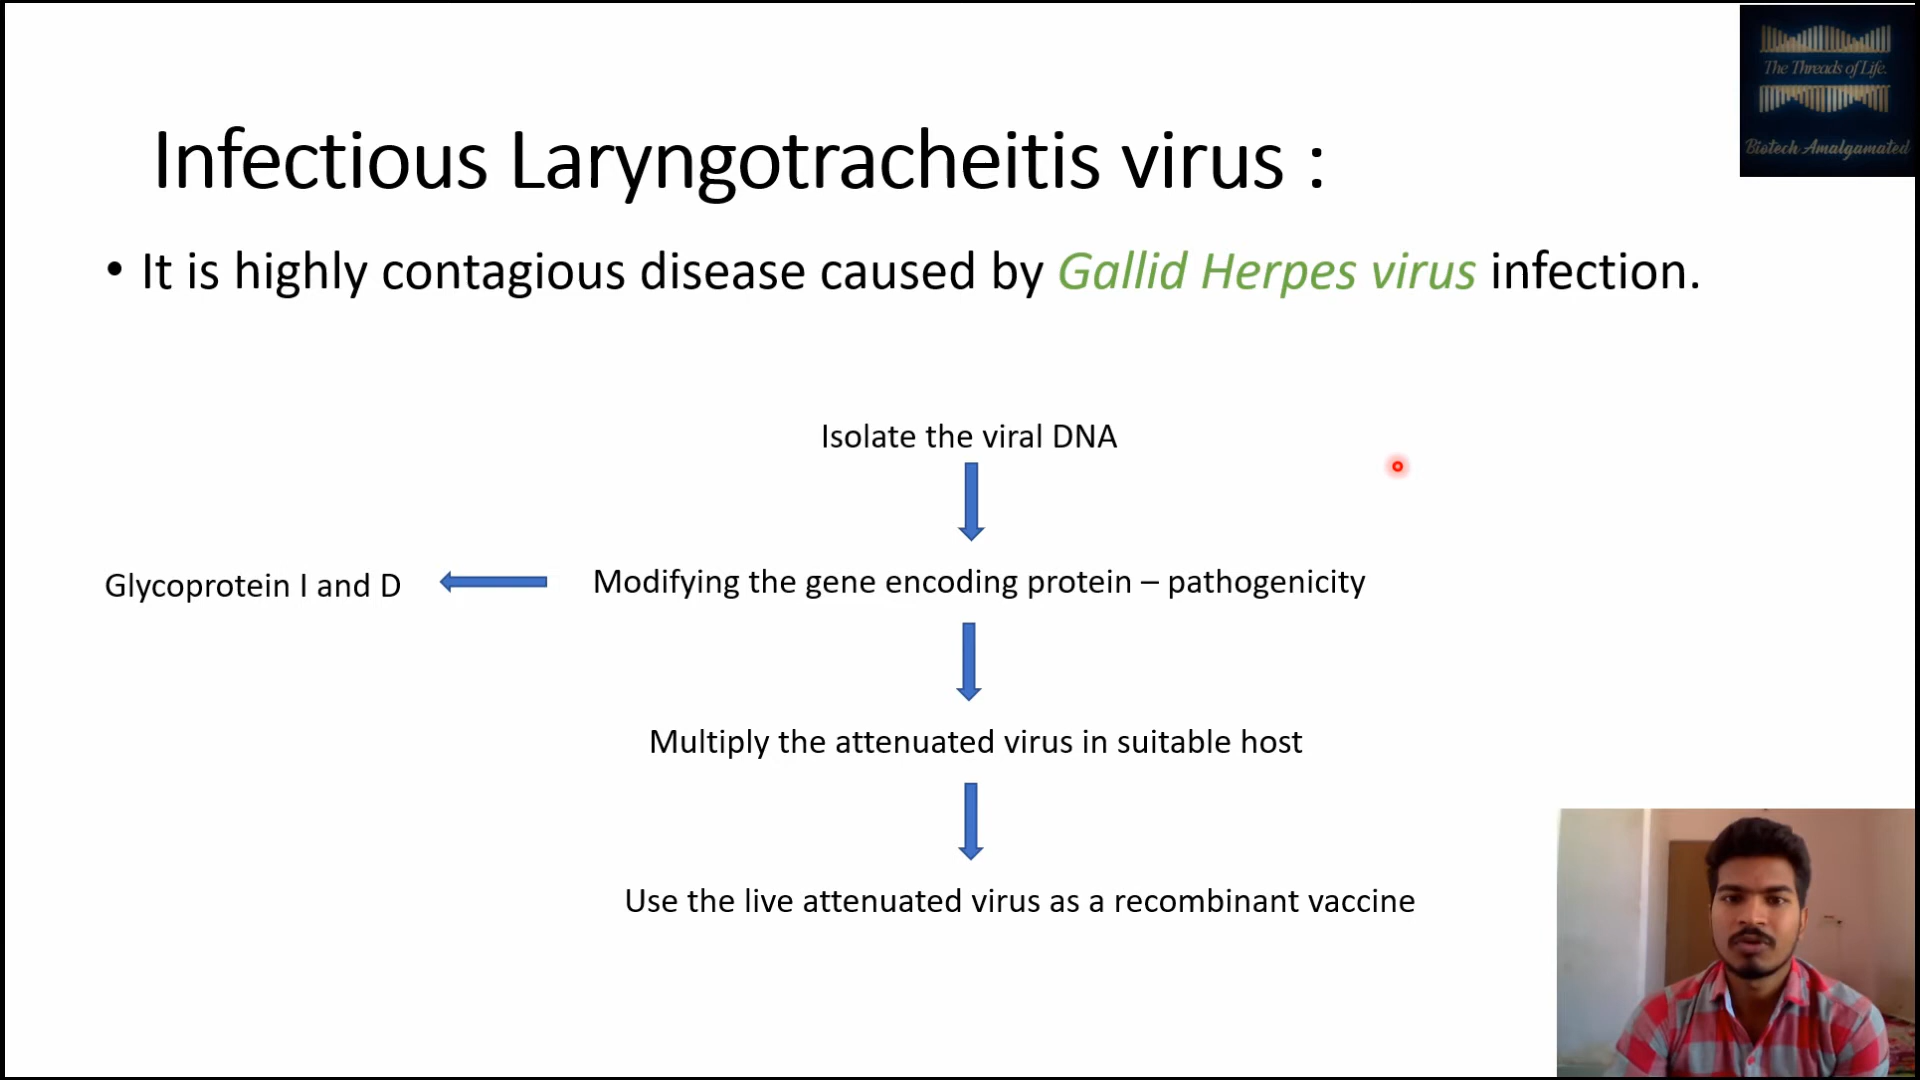 The Threads of Life.
Biotech Amalgamated
Infectious Laryngotracheitis virus :
• It is highly contagious disease caused by Gallid Herpes virus infection.
Isolate the viral DNA
Glycoprotein I and D
Modifying the gene encoding protein – pathogenicity
Multiply the attenuated virus in suitable host
Use the live attenuated virus as a recombinant vaccine